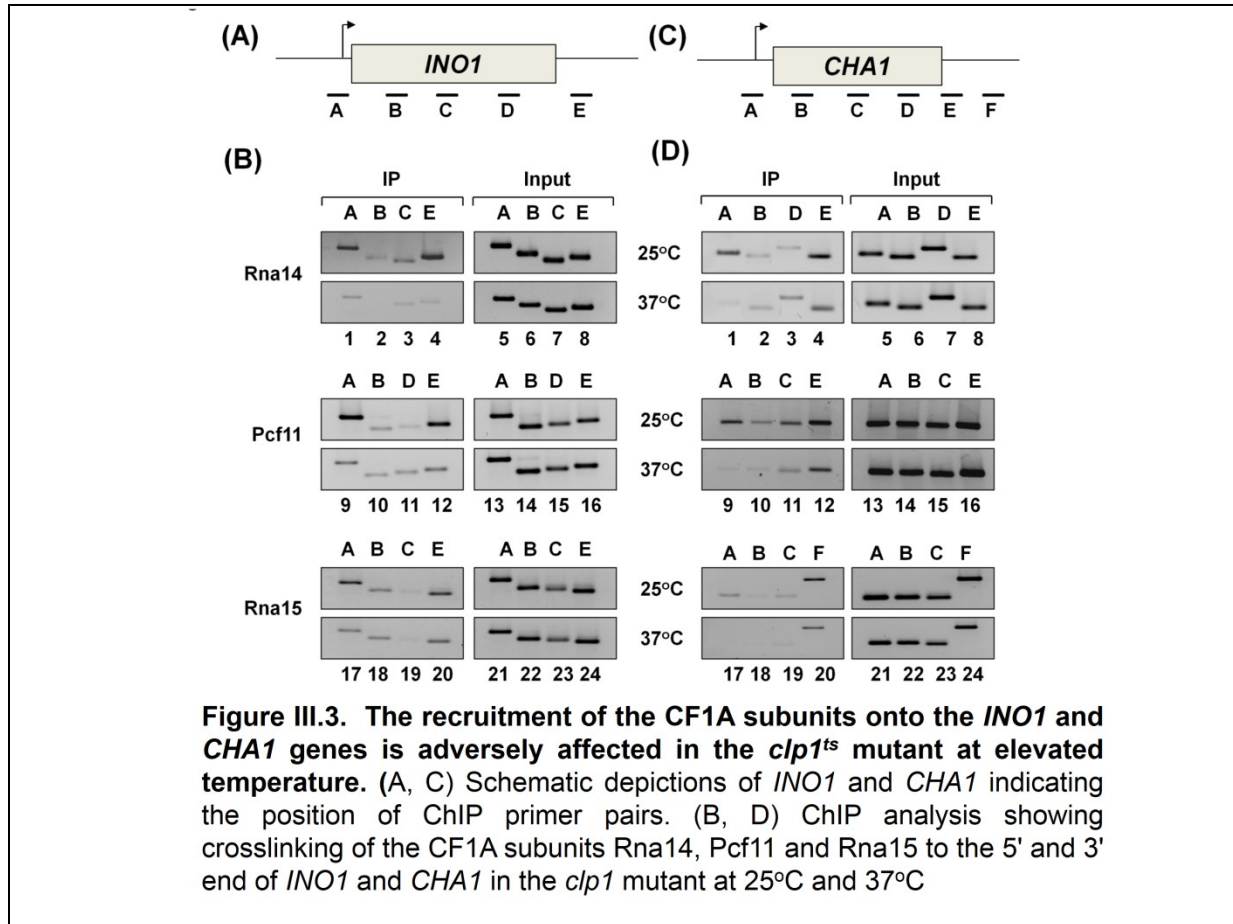 (A)
(C)
INO1
CHA1
A B C D E
A B C D E F
(B)
(D)
IP Input
IP Input
A B C E A B C E
A B D E A B D E
Rna14
25°C
37°C
1 2 3 4 5 6 7 8
1 2 3 4 5 6 7 8
A B D E A B D E
A B C E A B C E
Pcf11
25°C
37°C
9 10 11 12 13 14 15 16
9 10 11 12 13 14 15 16
A B C E A B C E
A B C F A B C F
Rna15
25°C
37°C
17 18 19 20 21 22 23 24
17 18 19 20 21 22 23 24
Figure III.3. The recruitment of the CF1A subunits onto the INO1 and
CHA1 genes is adversely affected in the clp1ts mutant at elevated
temperature. (A, C) Schematic depictions of INO1 and CHA1 indicating
the position of ChIP primer pairs. (B, D) ChIP analysis showing
crosslinking of the CF1A subunits Rna14, Pcf11 and Rna15 to the 5' and 3'
end of INO1 and CHA1 in the clp1 mutant at 25°C and 37°C